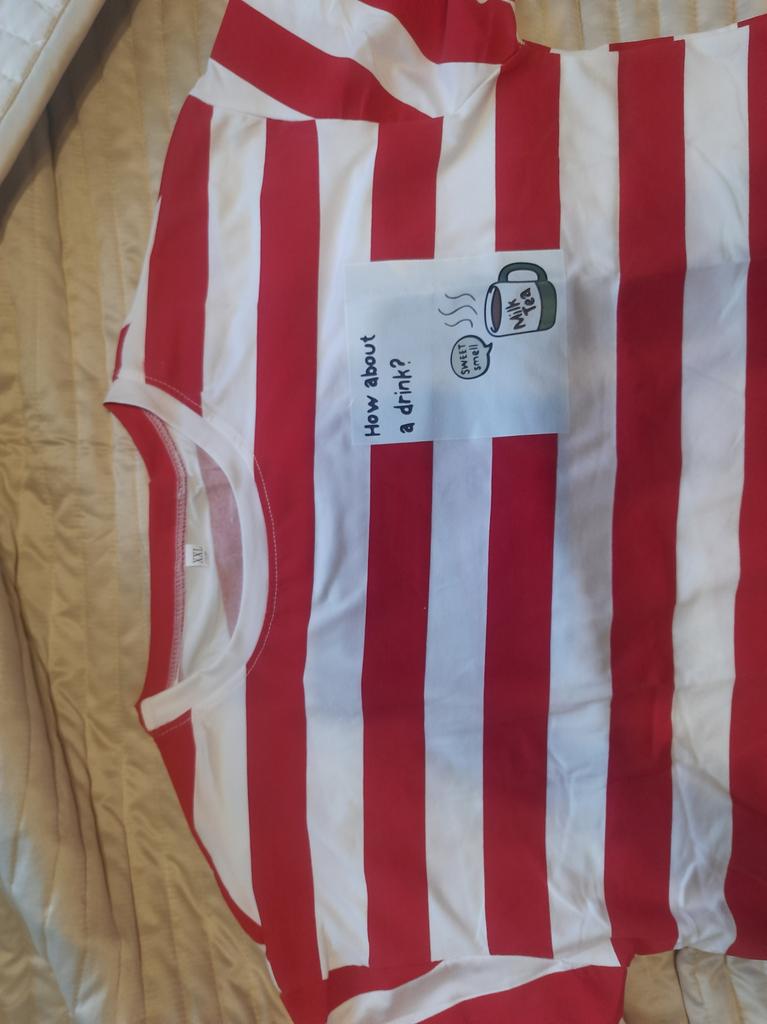 How about
a drink?
SWEET
smell
Milk
Tea
XXL